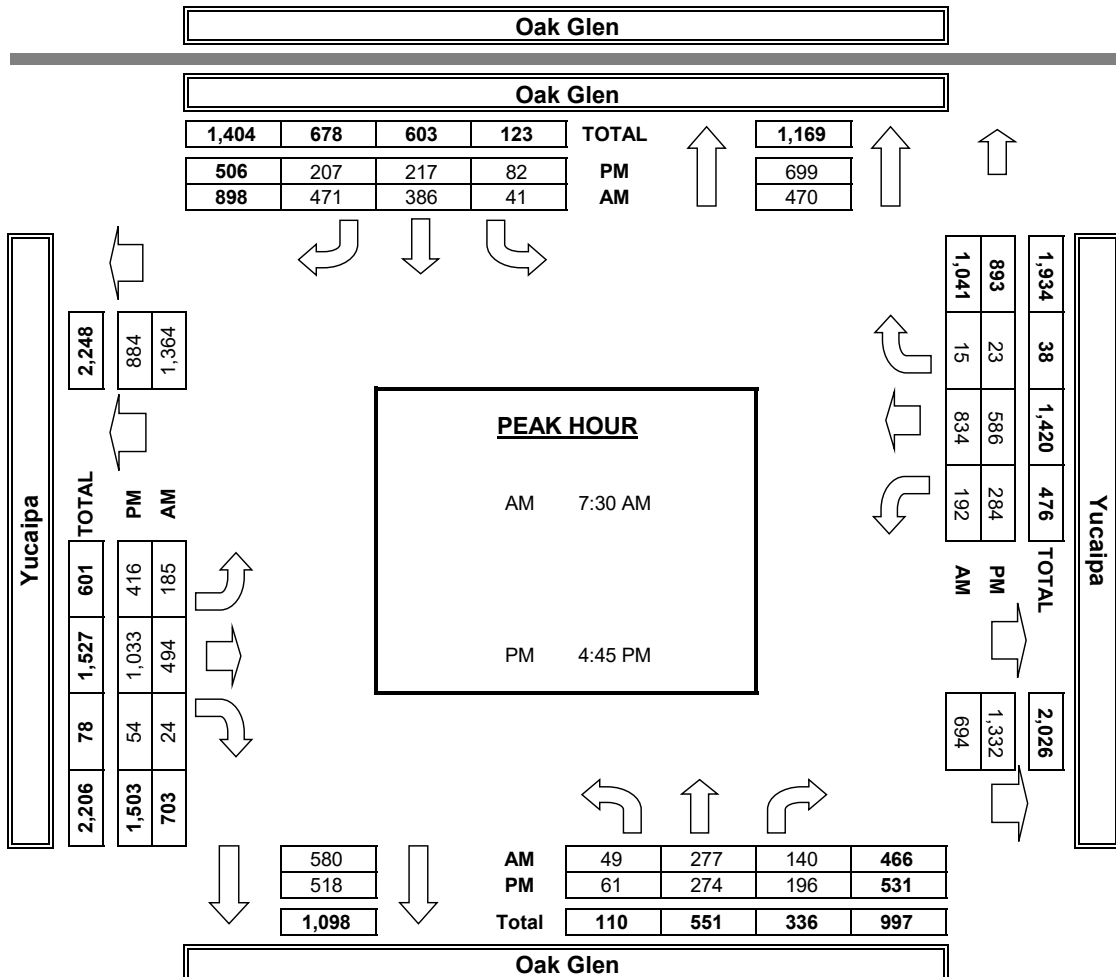 Oak Glen
Oak Glen
1,404 678 603 123 TOTAL 1,169
506 207 217 82 PM 699
898 471 386 41 AM 470
Yucaipa
2,248 884 1,364
TOTAL PM AM
601 416 185
1,527 1,033 494
78 54 24
2,206 1,503 703
PEAK HOUR
AM 7:30 AM
PM 4:45 PM
1,041 893 1,934
15 23 38
834 586 1,420
192 284 476
AM PM TOTAL
694 1,332 2,026
Yucaipa
580 AM 49 277 140 466
518 PM 61 274 196 531
1,098 Total 110 551 336 997
Oak Glen